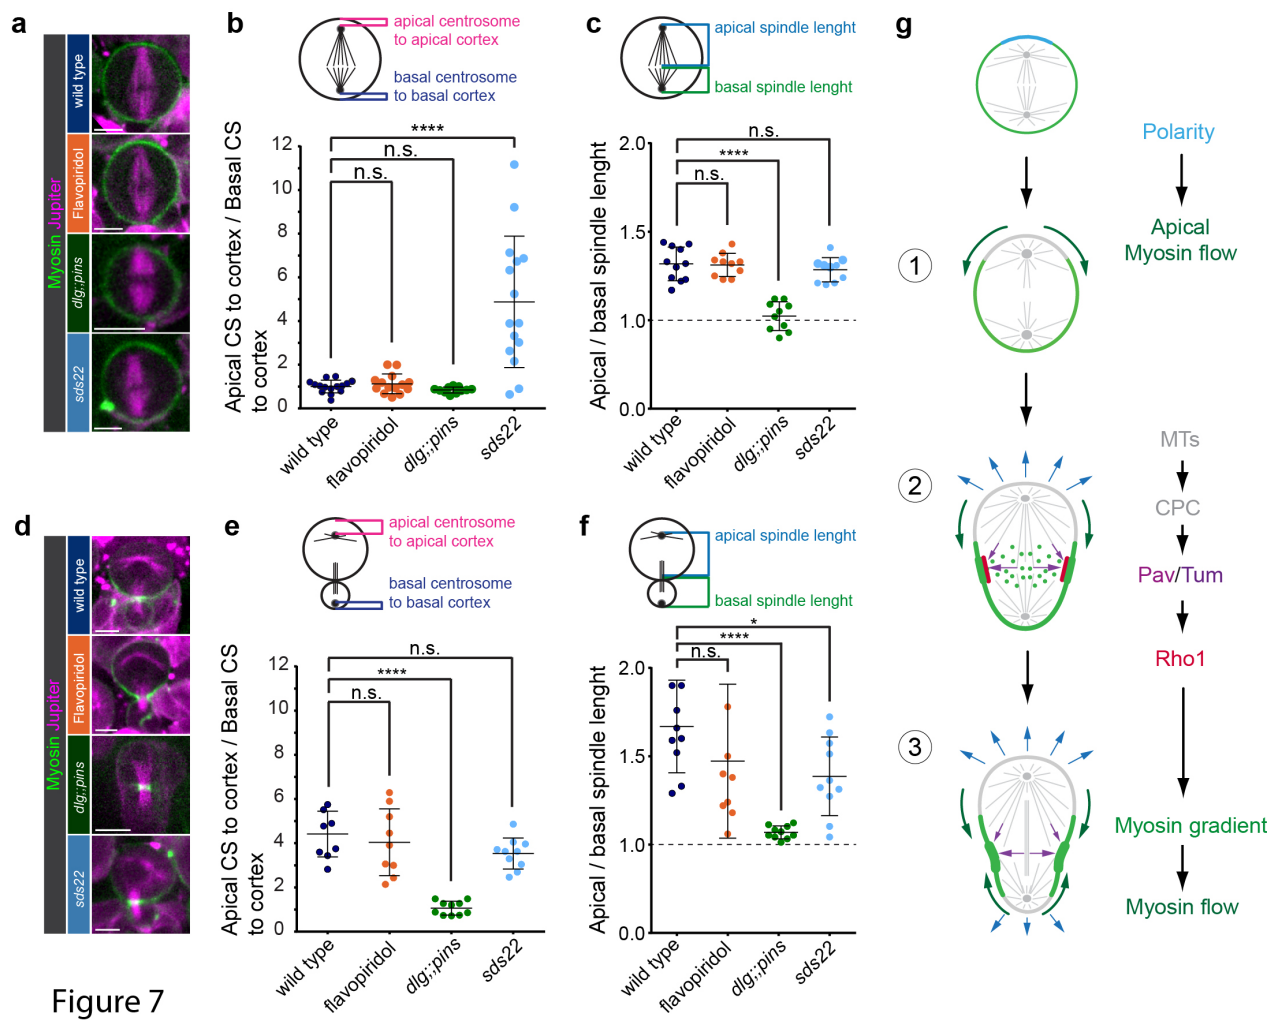 a
Myosin Jupiter
wild type
Flavopiridol
dlg;;pins
sds22
b
apical centrosome
to apical cortex
basal centrosome
to basal cortex
Apical CS to cortex / Basal CS
to cortex
12
10
8
6
4
2
0
****
n.s.
n.s.
wild type
flavopiridol
dlg;;pins
sds22
c
apical spindle lenght
basal spindle lenght
Apical / basal spindle lenght
2.0
1.5
1.0
0.0
n.s.
****
n.s.
wild type
flavopiridol
dlg;;pins
sds22
d
Myosin Jupiter
wild type
Flavopiridol
dlg;;pins
sds22
e
apical centrosome
to apical cortex
basal centrosome
to basal cortex
Apical CS to cortex / Basal CS
to cortex
12
10
8
6
4
2
0
n.s.
****
n.s.
wild type
flavopiridol
dlg;;pins
sds22
f
apical spindle lenght
basal spindle lenght
Apical / basal spindle lenght
2.0
1.5
1.0
0.0
*
****
n.s.
wild type
flavopiridol
dlg;;pins
sds22
g
Polarity
1
Apical
Myosin flow
2
MTs
CPC
Pav/Tum
Rho1
3
Myosin gradient
Myosin flow
Figure 7